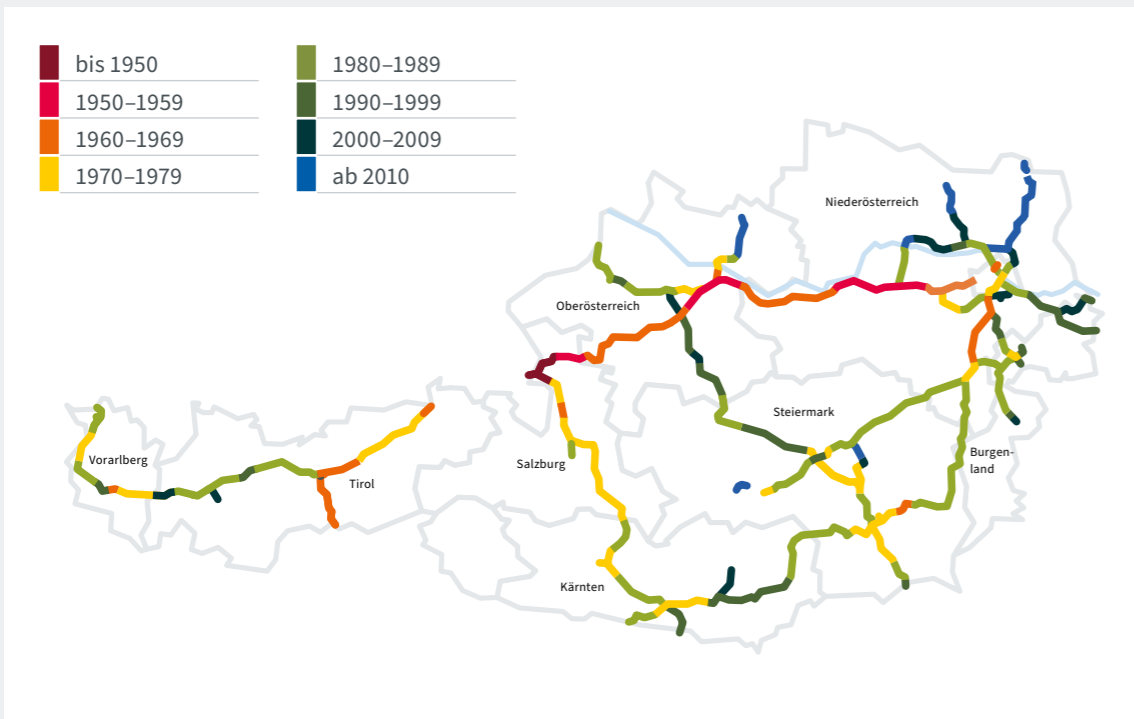 bis 1950
1950–1959
1960–1969
1970–1979
1980–1989
1990–1999
2000–2009
ab 2010
Niederösterreich
Oberösterreich
Steiermark
Burgen-
land
Salzburg
Vorarlberg
Tirol
Kärnten